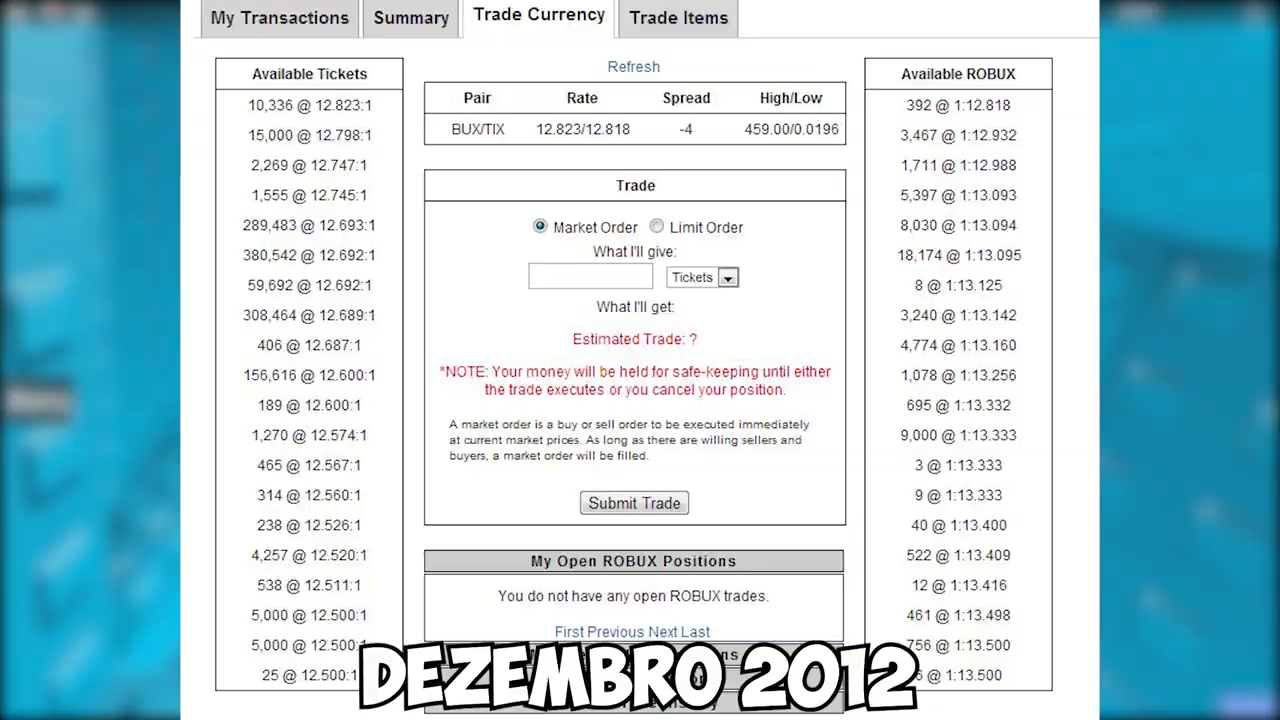 My Transactions
Summary
Trade Currency
Trade Items
Available Tickets
10,336 @ 12.823:1
15,000 @ 12.798:1
2,269 @ 12.747:1
1,555 @ 12.745:1
289,483 @ 12.693:1
380,542 @ 12.692:1
59,692 @ 12.692:1
308,464 @ 12.689:1
406 @ 12.687:1
156,616 @ 12.600:1
189 @ 12.600:1
1,270 @ 12.574:1
465 @ 12.567:1
314 @ 12.560:1
238 @ 12.526:1
4,257 @ 12.520:1
538 @ 12.511:1
5,000 @ 12.500:1
5,000 @ 12.500:1
25 @ 12.500:1
Refresh
Pair Rate Spread High/Low
BUX/TIX 12.823/12.818 -4 459.00/0.0196
Trade
Market Order Limit Order
What I'll give:
Tickets
What I'll get:
Estimated Trade: ?
*NOTE: Your money will be held for safe-keeping until either
the trade executes or you cancel your position.
A market order is a buy or sell order to be executed immediately
at current market prices. As long as there are willing sellers and
buyers, a market order will be filled.
Submit Trade
My Open ROBUX Positions
You do not have any open ROBUX trades.
First Previous Next Last
Available ROBUX
392 @ 1:12.818
3,467 @ 1:12.932
1,711 @ 1:12.988
5,397 @ 1:13.093
8,030 @ 1:13.094
18,174 @ 1:13.095
8 @ 1:13.125
3,240 @ 1:13.142
4,774 @ 1:13.160
1,078 @ 1:13.256
695 @ 1:13.332
9,000 @ 1:13.333
3 @ 1:13.333
9 @ 1:13.333
40 @ 1:13.400
522 @ 1:13.409
12 @ 1:13.416
461 @ 1:13.498
756 @ 1:13.500
@ 1:13.500
DEZEMBRO 2012